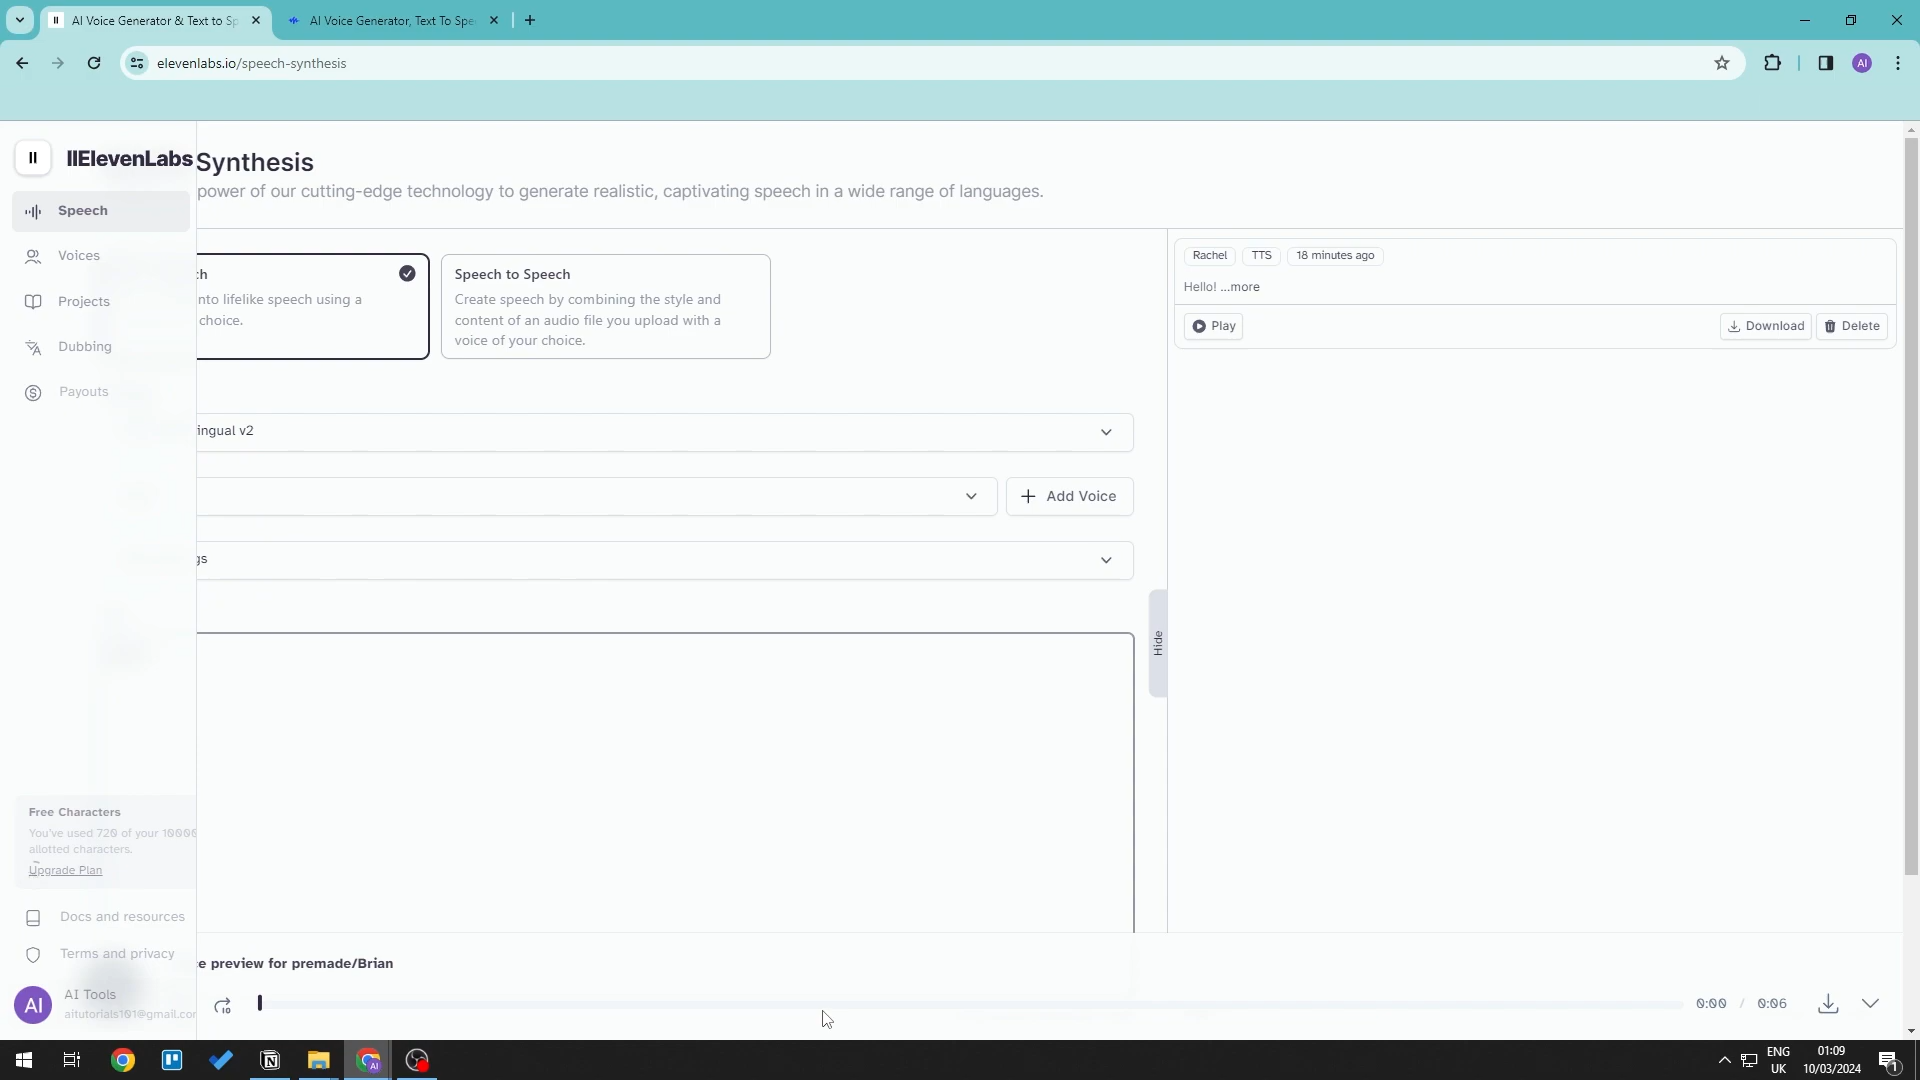 AI Voice Generator & Text to Sp
AI Voice Generator, Text To Spe
elevenlabs.io/speech-synthesis
AI
IIElevenLabs
Synthesis
power of our cutting-edge technology to generate realistic, captivating speech in a wide range of languages.
Speech
Voices
Projects
Dubbing
Payouts
ch
nto lifelike speech using a
choice.
Speech to Speech
Create speech by combining the style and
content of an audio file you upload with a
voice of your choice.
Rachel
TTS
18 minutes ago
Hello! ...more
Play
Download
Delete
ingual v2
Add Voice
gs
Hide
Free Characters
You've used 720 of your 10000
allotted characters.
Upgrade Plan
Docs and resources
Terms and privacy
AI
AI Tools
aitutorials101@gmail.com
e preview for premade/Brian
10
0:00 / 0:06
ENG
UK
01:09
10/03/2024
1